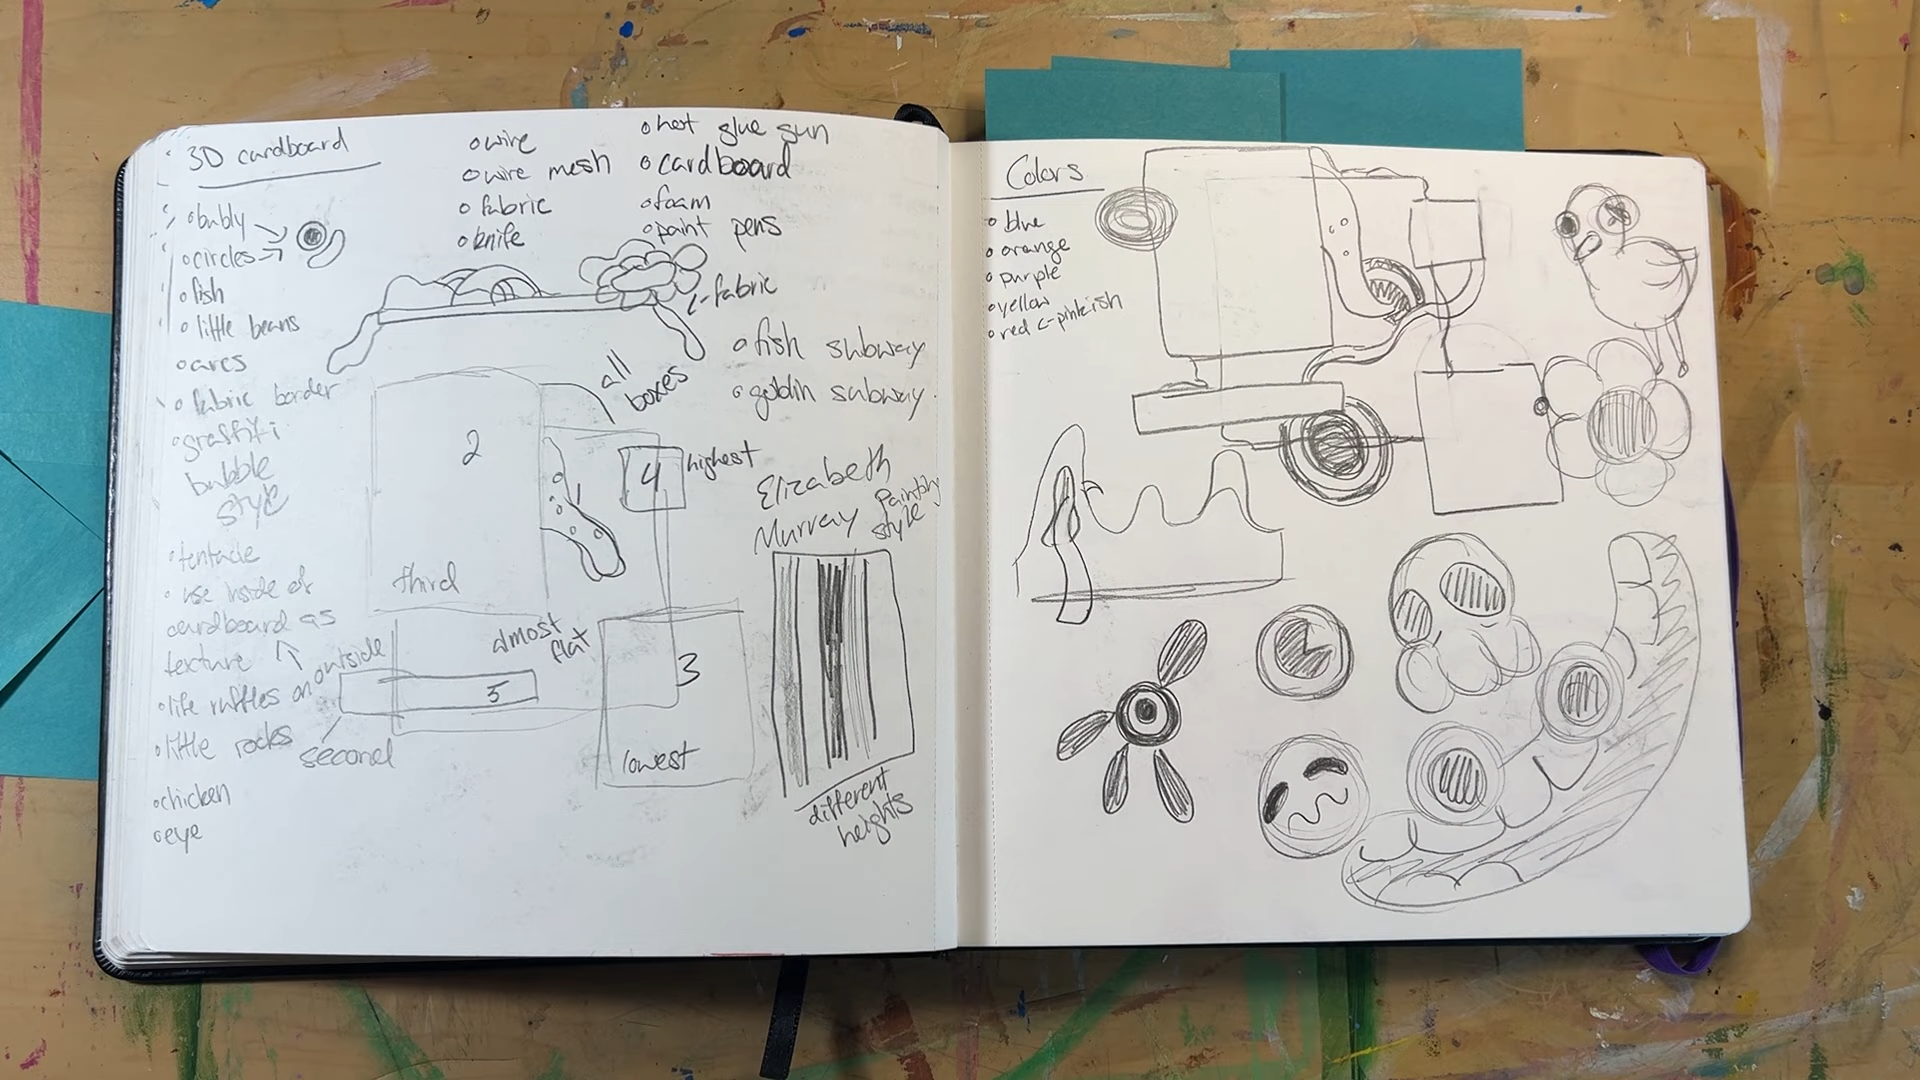 3D cardboard
o bubly
o circles
o fish
o little beans
o arcs
o fabric border
o graffiti
bubble
style
o tentacle
o use inside of
cardboard as
texture
outside
o life ruffles on
o little rocks
o chicken
o eye
o wire
o wire mesh
o fabric
o knife
o hot glue gun
o cardboard
o foam
o paint pens
fabric
o fish subway
o goblin subway
all
boxes
2
third
4
highest
almost
flat
5
second
3
lowest
Elizabeth
Murray
Painting
style
different
heights
Colors
o blue
o orange
o purple
o yellow
o red <-pinkish